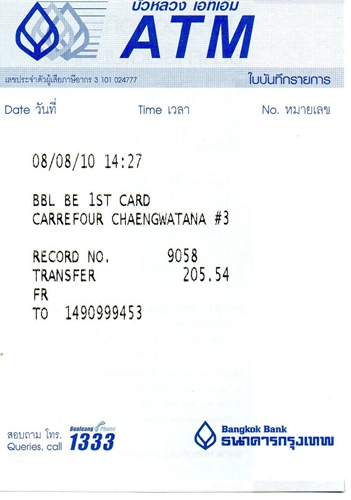 บัวหลวง เอทีเอ็ม
ATM
เลขประจำตัวผู้เสียภาษีอากร 3 101 024777
ใบบันทึกรายการ
Date วันที่ Time เวลา No. หมายเลข
08/08/10 14:27
BBL BE 1ST CARD
CARREFOUR CHAENGWATANA #3
RECORD NO. 9058
TRANSFER 205.54
FR
TO 1490999453
สอบถาม โทร. Bualuang Phone
Queries, call 1333
Bangkok Bank
ธนาคารกรุงเทพ